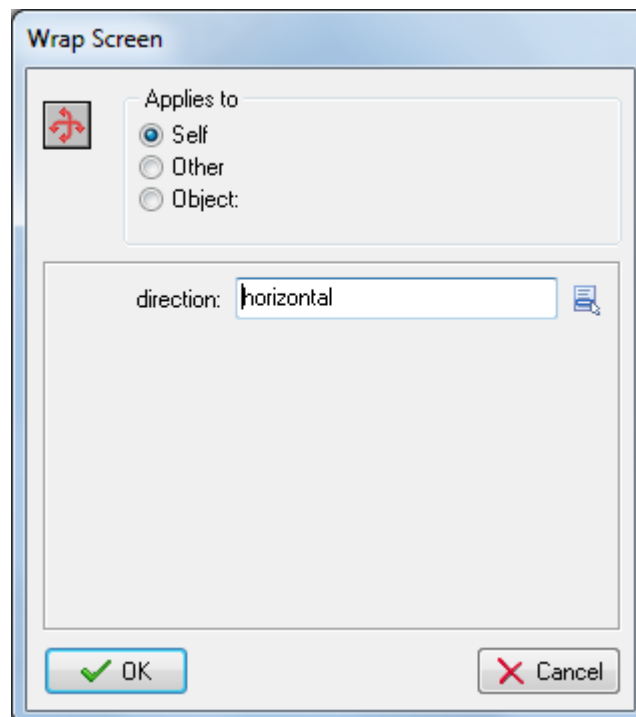 Wrap Screen
Applies to
Self
Other
Object:
direction: horizontal
OK
Cancel